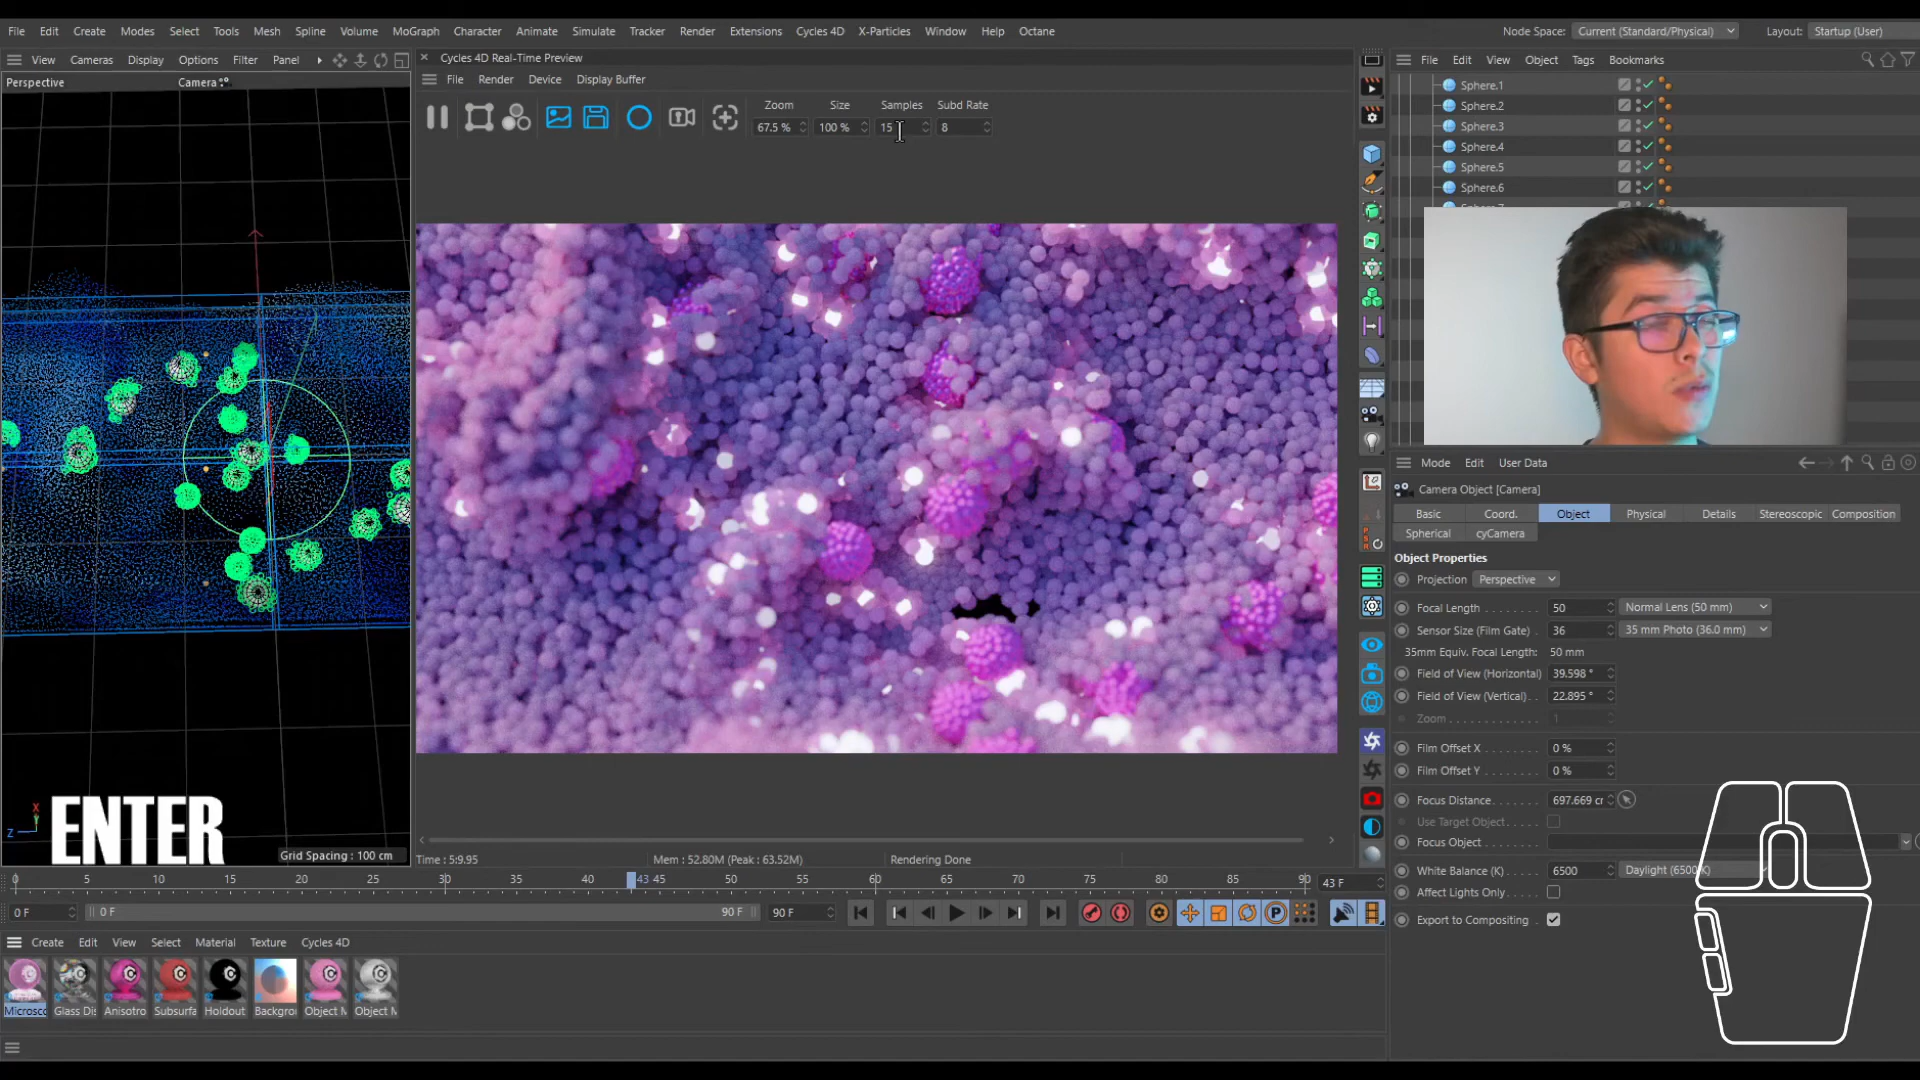 File Edit Create Modes Select Tools Mesh Spline Volume MoGraph Character Animate Simulate Tracker Render Extensions Cycles 4D X-Particles Window Help Octane Node Space: Current (Standard/Physical) Layout: Startup (User)
View Cameras Display Options Filter Panel
Cycles 4D Real-Time Preview
File Edit View Object Tags Bookmarks
Perspective Camera
File Render Device Display Buffer
Sphere.1
Sphere.2
Sphere.3
Sphere.4
Sphere.5
Sphere.6
Zoom Size Samples Subd Rate
67.5 % 100 % 15 8
Mode Edit User Data
Camera Object [Camera]
Basic Coord. Object Physical Details Stereoscopic Composition
Spherical cyCamera
Object Properties
Projection Perspective
Focal Length 50 Normal Lens (50 mm)
Sensor Size (Film Gate) 36 35 mm Photo (36.0 mm)
35mm Equiv. Focal Length: 50 mm
Field of View (Horizontal) 39.598 °
Field of View (Vertical) 22.895 °
Zoom 1
Film Offset X 0 %
Film Offset Y 0 %
Focus Distance 697.669 cr
Use Target Object
Focus Object
White Balance (K) 6500 Daylight (6500 K)
Affect Lights Only
Export to Compositing
X Y Z
ENTER
Grid Spacing : 100 cm
Time : 5:9.95 Mem : 52.80M (Peak : 63.52M) Rendering Done
0 5 10 15 20 25 30 35 40 43 45 50 55 60 65 70 75 80 85 90 43 F
0 F 0 F 90 F 90 F
P
Create Edit View Select Material Texture Cycles 4D
Microsc Glass Dis Anisotro Subsurfa Holdout Backgro Object M Object M